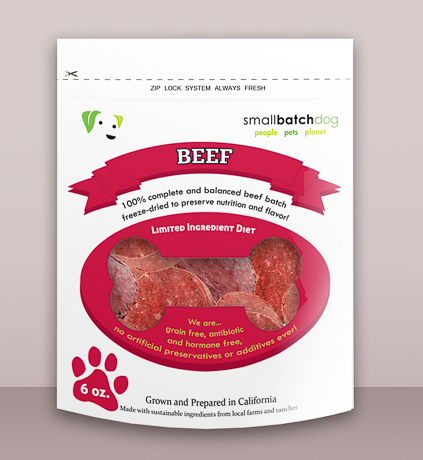 ZIP LOCK SYSTEM ALWAYS FRESH
smallbatchdog
people pets planet
BEEF
100% complete and balanced beef batch
freeze-dried to preserve nutrition and flavor!
Limited Ingredient Diet
We are...
grain free, antibiotic
and hormone free,
no artificial preservatives or additives ever!
6 oz.
Grown and Prepared in California
Made with sustainable ingredients from local farms and ranches